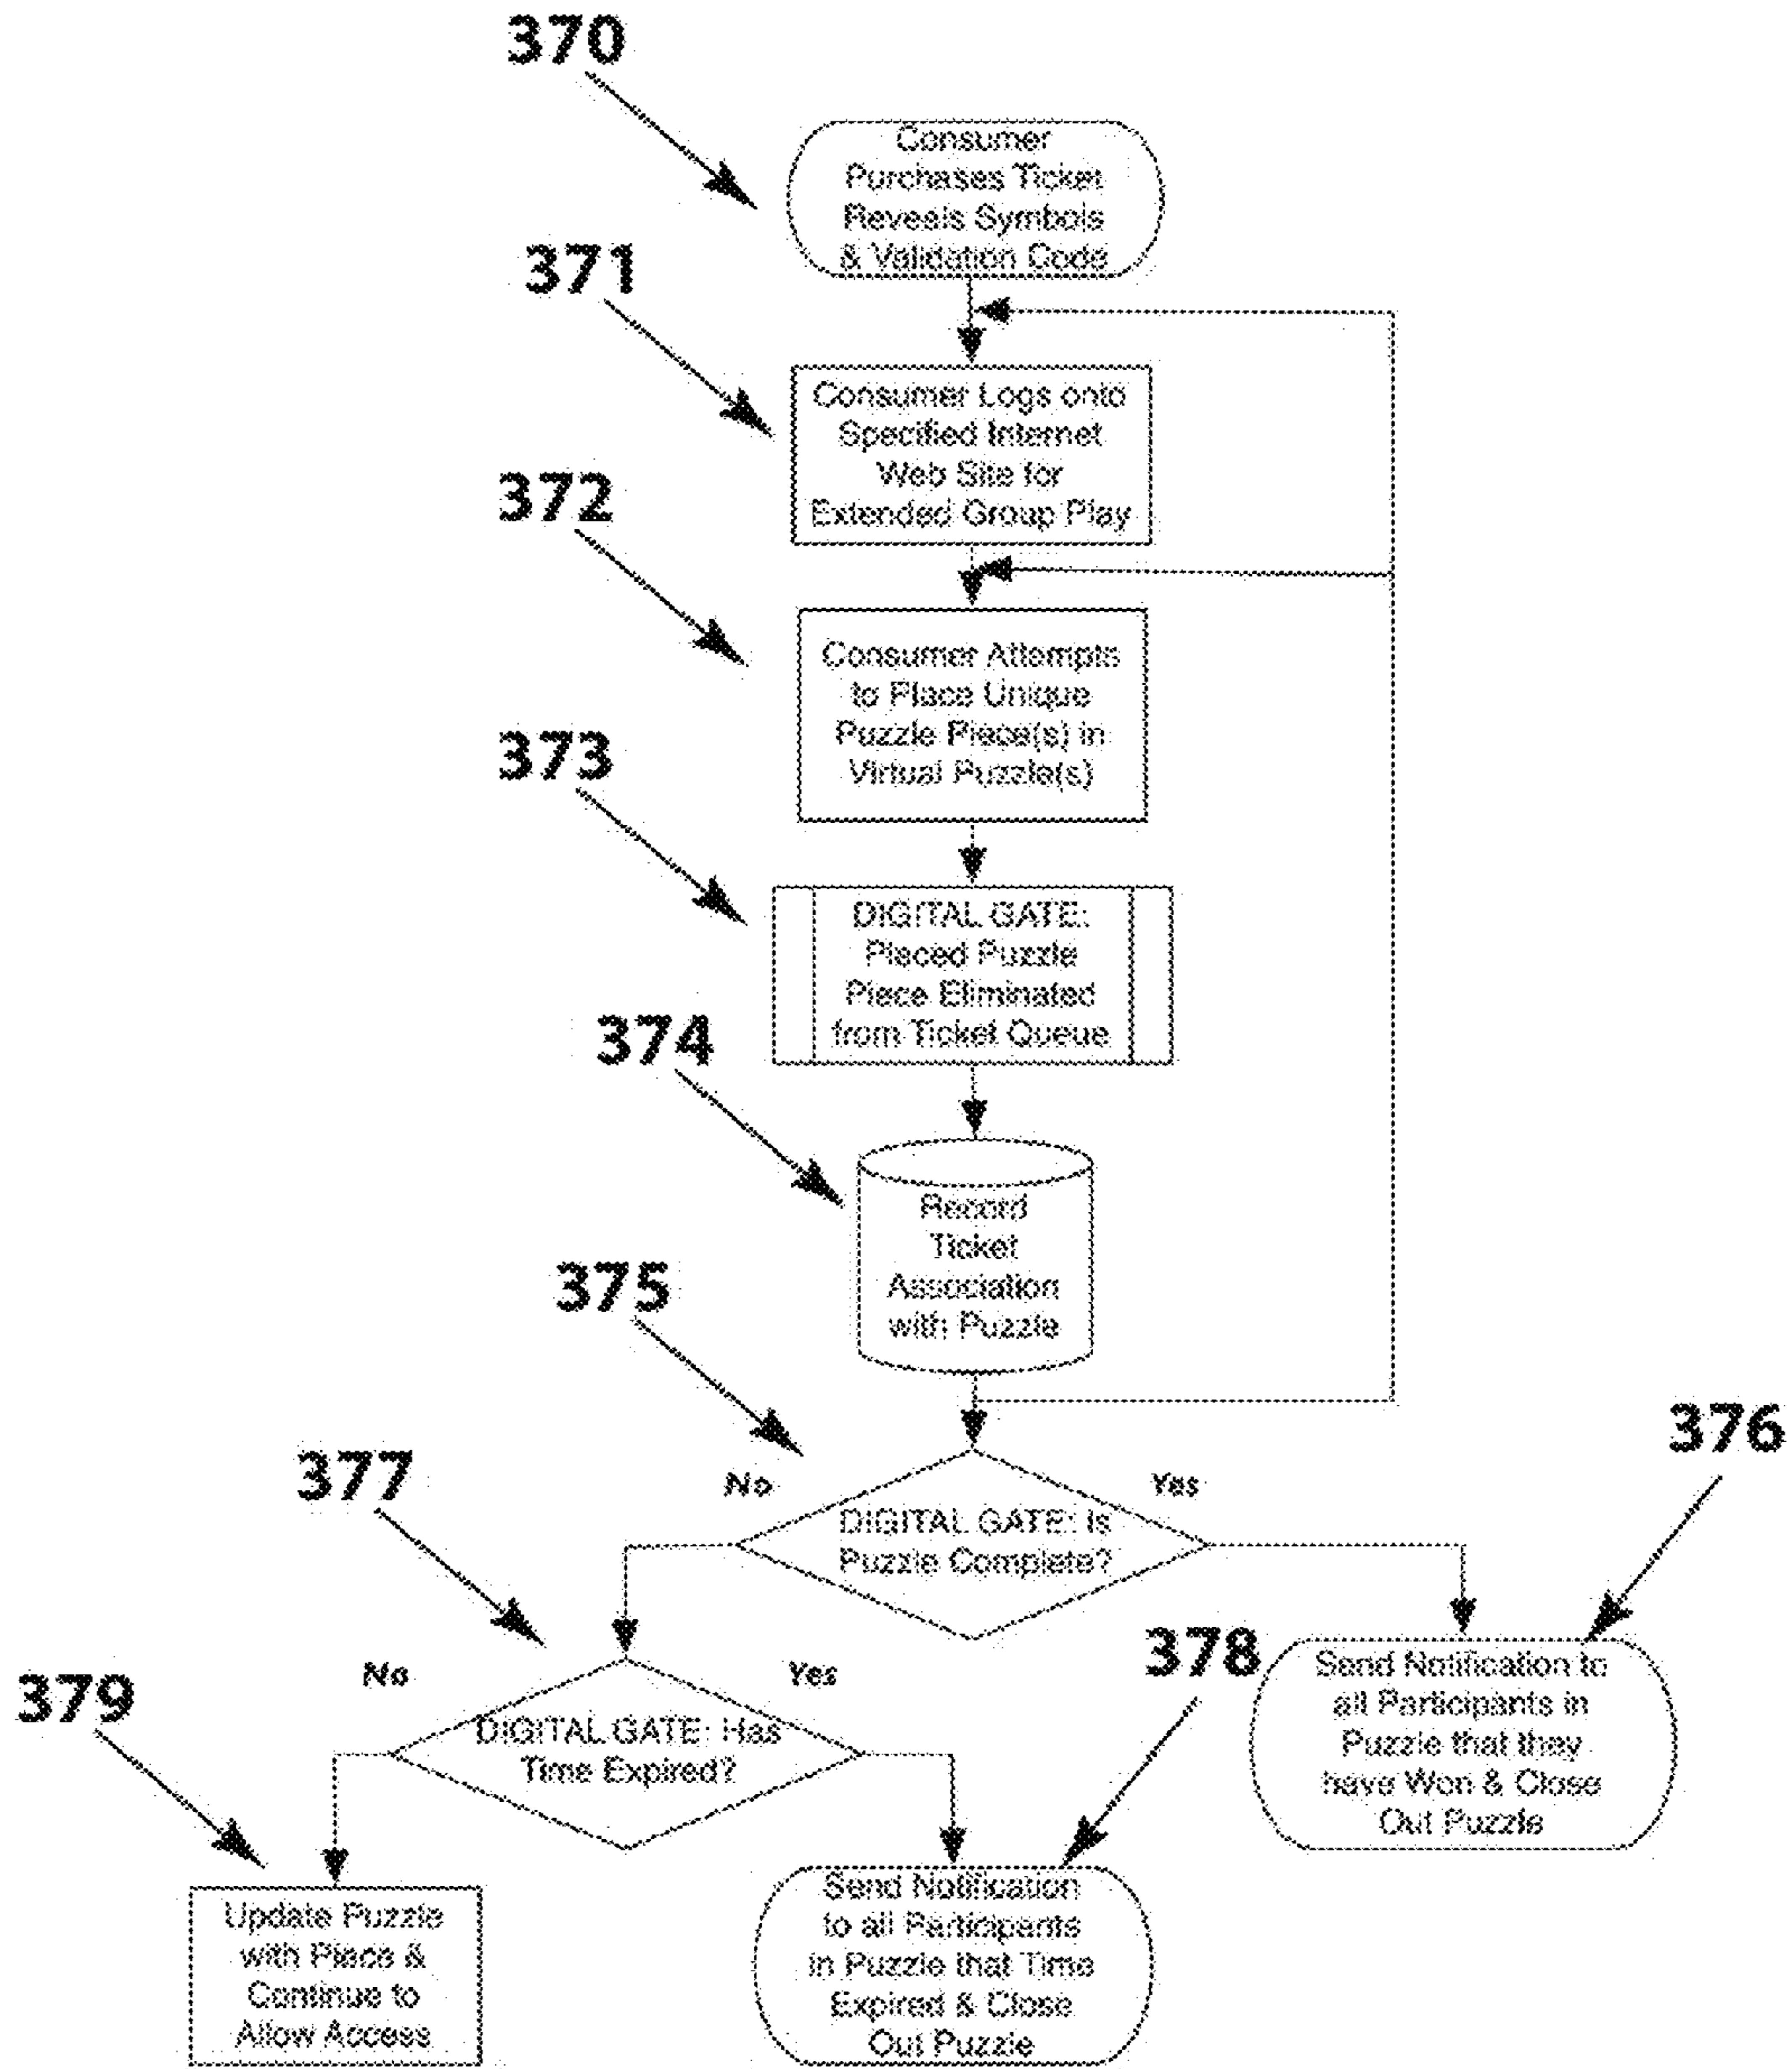 370
Consumer
Purchases Ticket
Reveals Symbols
& Validation Code
371
Consumer Logs onto
Specified Internet
Web Site for
Extended Group Play
372
Consumer Attempts
to Place Unique
Puzzle Piece(s) in
Virtual Puzzle(s)
373
DIGITAL GATE:
Placed Puzzle
Piece Eliminated
from Ticket Queue
374
Record
Ticket
Association
with Puzzle
375
No
Yes
DIGITAL GATE: Is
Puzzle Complete?
376
Send Notification to
all Participants in
Puzzle that they
have Won & Close
Out Puzzle
377
No
Yes
DIGITAL GATE: Has
Time Expired?
378
Send Notification
to all Participants
in Puzzle that Time
Expired & Close
Out Puzzle
379
Update Puzzle
with Piece &
Continue to
Allow Access